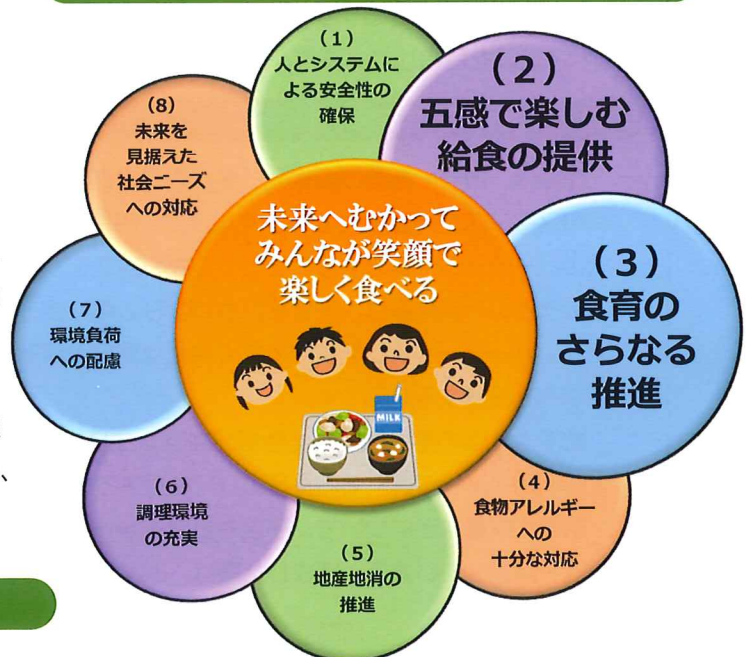 (1)
人とシステムに
よる安全性の
確保
(2)
五感で楽しむ
給食の提供
(3)
食育の
さらなる
推進
(4)
食物アレルギー
への
十分な対応
(5)
地産地消の
推進
(6)
調理環境
の充実
(7)
環境負荷
への配慮
(8)
未来を
見据えた
社会ニーズ
への対応
未来へむかって
みんなが笑顔で
楽しく食べる
MILK
、